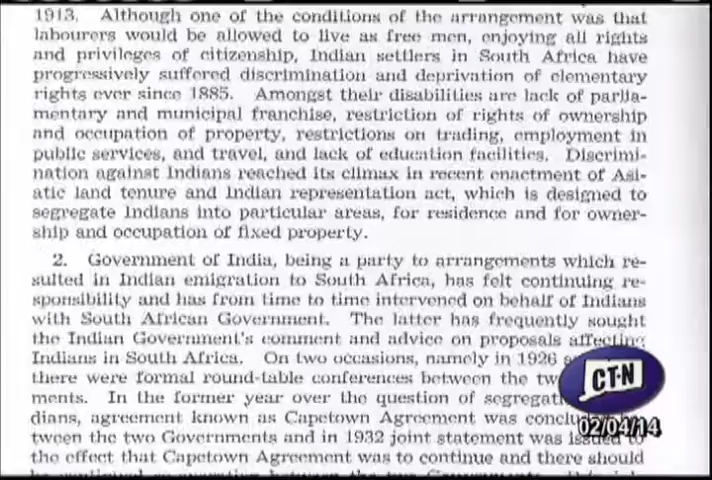 1913. Although one of the conditions of the arrangement was that
labourers would be allowed to live as free men, enjoying all rights
and privileges of citizenship, Indian settlers in South Africa have
progressively suffered discrimination and deprivation of elementary
rights ever since 1885. Amongst their disabilities are lack of parlia-
mentary and municipal franchise, restriction of rights of ownership
and occupation of property, restrictions on trading, employment in
public services, and travel, and lack of education facilities. Discrimi-
nation against Indians reached its climax in recent enactment of Asi-
atic land tenure and Indian representation act, which is designed to
segregate Indians into particular areas, for residence and for owner-
ship and occupation of fixed property.
2. Government of India, being a party to arrangements which re-
sulted in Indian emigration to South Africa, has felt continuing re-
sponsibility and has from time to time intervened on behalf of Indians
with South African Government. The latter has frequently sought
the Indian Government's comment and advice on proposals affecting
Indians in South Africa. On two occasions, namely in 1926
there were formal round-table conferences between the tw
ments. In the former year over the question of segregat
dians, agreement known as Capetown Agreement was conclu
tween the two Governments and in 1932 joint statement was issued to
the effect that Capetown Agreement was to continue and there should
CT-N
02/04/14